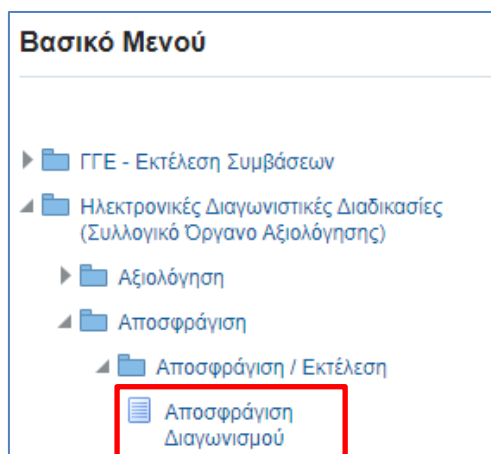 Βασικό Μενού
ΓΓΕ - Εκτέλεση Συμβάσεων
Ηλεκτρονικές Διαγωνιστικές Διαδικασίες
(Συλλογικό Όργανο Αξιολόγησης)
Αξιολόγηση
Αποσφράγιση
Αποσφράγιση / Εκτέλεση
Αποσφράγιση
Διαγωνισμού